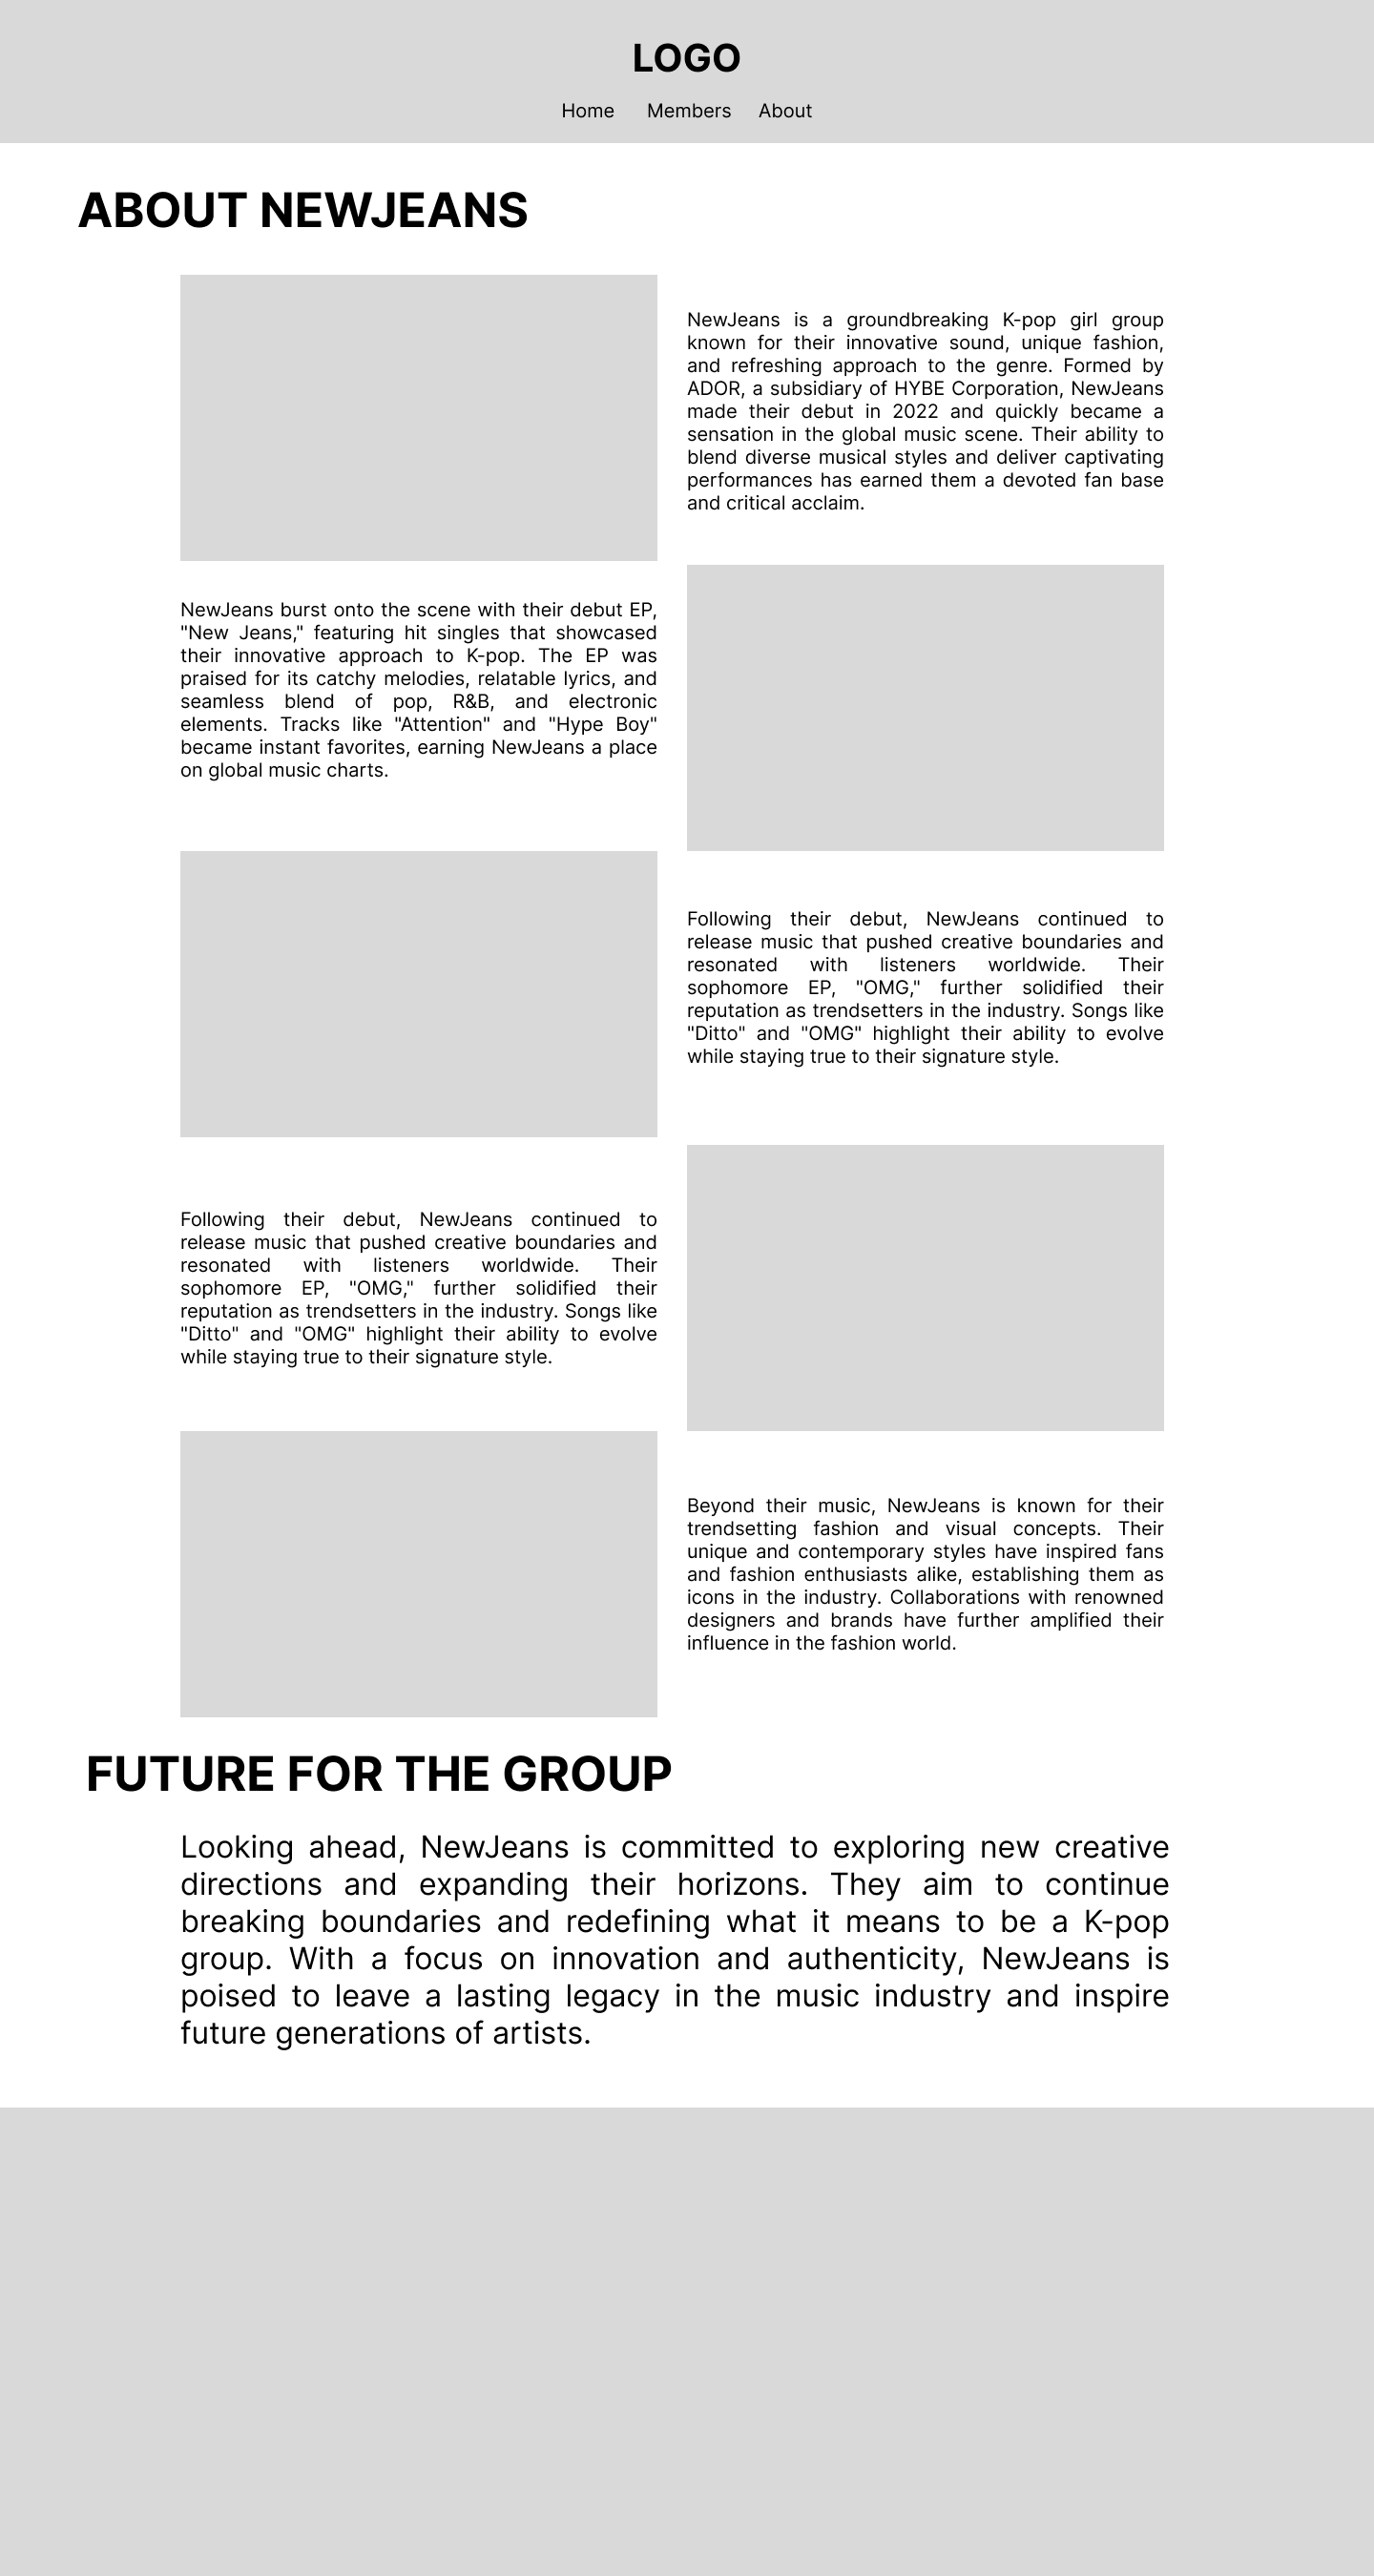 LOGO
Home Members About
ABOUT NEWJEANS
NewJeans is a groundbreaking K-pop girl group
known for their innovative sound, unique fashion,
and refreshing approach to the genre. Formed by
ADOR, a subsidiary of HYBE Corporation, NewJeans
made their debut in 2022 and quickly became a
sensation in the global music scene. Their ability to
blend diverse musical styles and deliver captivating
performances has earned them a devoted fan base
and critical acclaim.
NewJeans burst onto the scene with their debut EP,
"New Jeans," featuring hit singles that showcased
their innovative approach to K-pop. The EP was
praised for its catchy melodies, relatable lyrics, and
seamless blend of pop, R&B, and electronic
elements. Tracks like "Attention" and "Hype Boy"
became instant favorites, earning NewJeans a place
on global music charts.
Following their debut, NewJeans continued to
release music that pushed creative boundaries and
resonated with listeners worldwide. Their
sophomore EP, "OMG," further solidified their
reputation as trendsetters in the industry. Songs like
"Ditto" and "OMG" highlight their ability to evolve
while staying true to their signature style.
Following their debut, NewJeans continued to
release music that pushed creative boundaries and
resonated with listeners worldwide. Their
sophomore EP, "OMG," further solidified their
reputation as trendsetters in the industry. Songs like
"Ditto" and "OMG" highlight their ability to evolve
while staying true to their signature style.
Beyond their music, NewJeans is known for their
trendsetting fashion and visual concepts. Their
unique and contemporary styles have inspired fans
and fashion enthusiasts alike, establishing them as
icons in the industry. Collaborations with renowned
designers and brands have further amplified their
influence in the fashion world.
FUTURE FOR THE GROUP
Looking ahead, NewJeans is committed to exploring new creative
directions and expanding their horizons. They aim to continue
breaking boundaries and redefining what it means to be a K-pop
group. With a focus on innovation and authenticity, NewJeans is
poised to leave a lasting legacy in the music industry and inspire
future generations of artists.